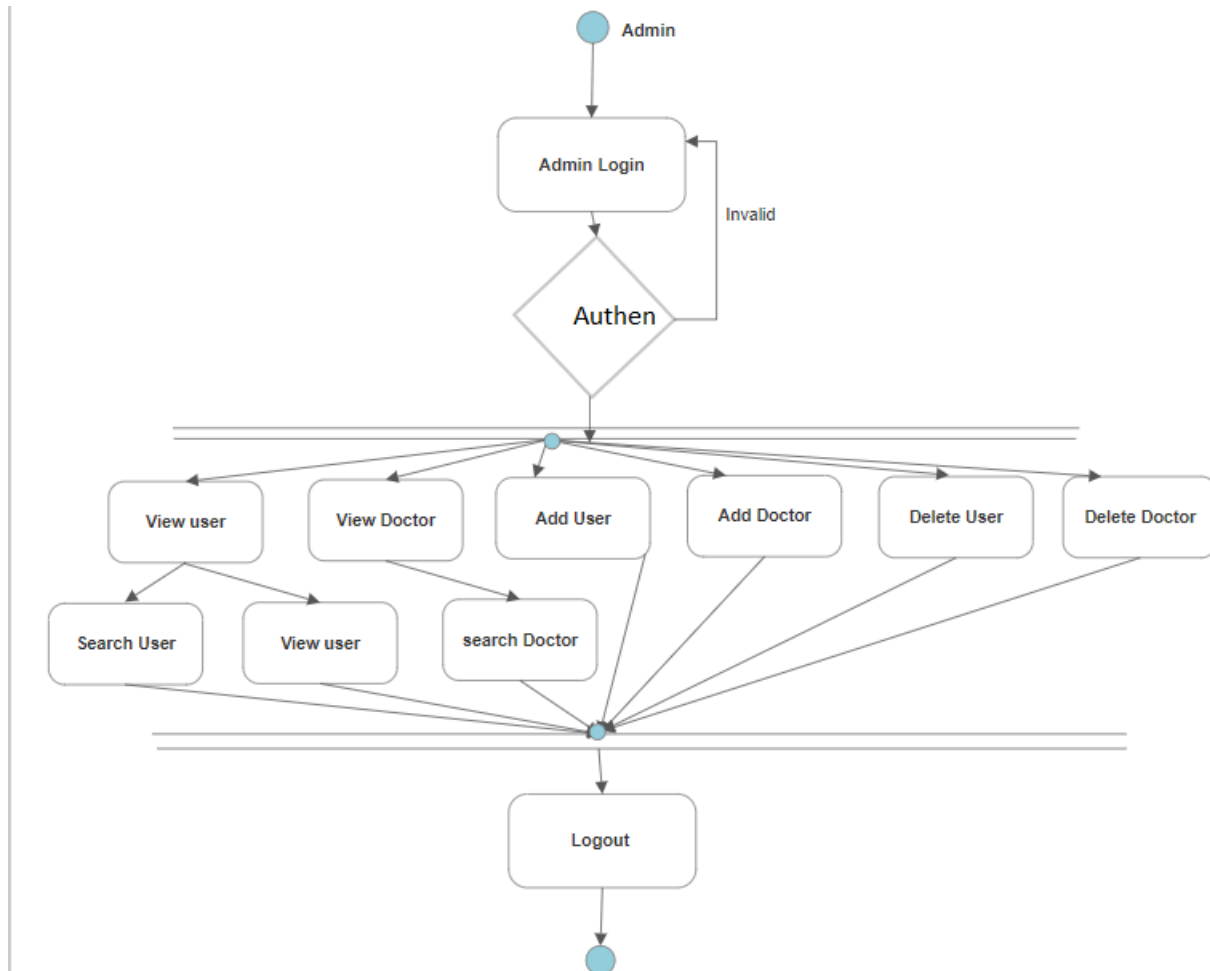 Admin
Admin Login
Invalid
Authen
View user
View Doctor
Add User
Add Doctor
Delete User
Delete Doctor
Search User
View user
search Doctor
Logout